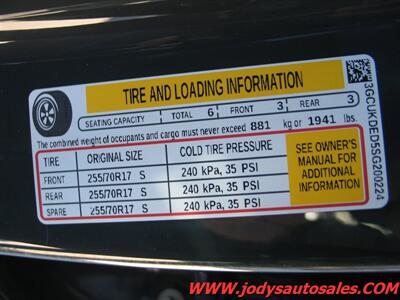 TIRE AND LOADING INFORMATION
SEATING CAPACITY TOTAL 6 FRONT 3 REAR 3
The combined weight of occupants and cargo must never exceed 881 kg or 1941 lbs.
TIRE ORIGINAL SIZE COLD TIRE PRESSURE
FRONT 255/70R17 S 240 kPa, 35 PSI
REAR 255/70R17 S 240 kPa, 35 PSI
SPARE 255/70R17 S 240 kPa, 35 PSI
SEE OWNER'S
MANUAL FOR
ADDITIONAL
INFORMATION
3GCUKDED5SG200224
www.jodysautosales.com